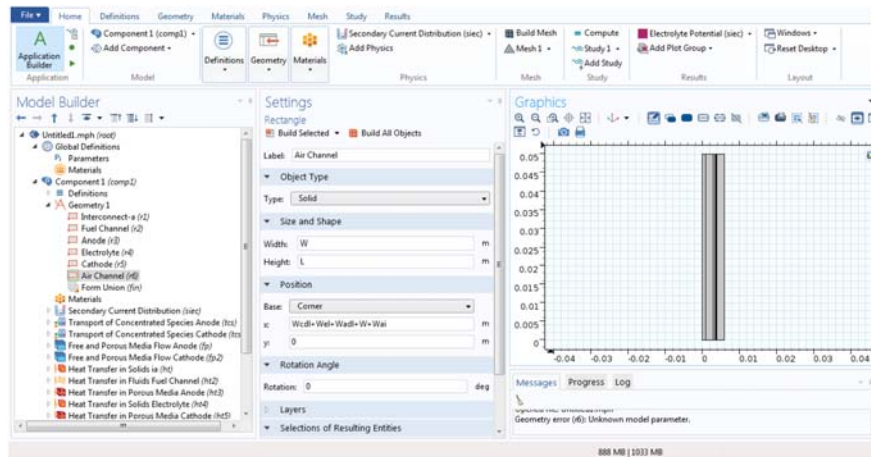 File Home Definitions Geometry Materials Physics Mesh Study Results
A
Application Builder
Component 1 (comp1)
Add Component
Definitions
Geometry
Materials
Secondary Current Distribution (siec)
Add Physics
Build Mesh
Mesh 1
Compute
Study 1
Add Study
Electrolyte Potential (siec)
Add Plot Group
Windows
Reset Desktop
Application Model Physics Mesh Study Results Layout
Model Builder
Untitled1.mph (root)
Global Definitions
Pi Parameters
Materials
Component 1 (comp1)
Definitions
Geometry 1
Interconnect-a (r1)
Fuel Channel (r2)
Anode (r3)
Electrolyte (r4)
Cathode (r5)
Air Channel (r6)
Form Union (fin)
Materials
Secondary Current Distribution (siec)
Transport of Concentrated Species Anode (tcs)
Transport of Concentrated Species Cathode (tcs
Free and Porous Media Flow Anode (fp)
Free and Porous Media Flow Cathode (fp2)
Heat Transfer in Solids ia (ht)
Heat Transfer in Fluids Fuel Channel (ht2)
Heat Transfer in Porous Media Anode (ht3)
Heat Transfer in Solids Electrolyte (ht4)
Heat Transfer in Porous Media Cathode (ht5)
Settings
Rectangle
Build Selected Build All Objects
Label: Air Channel
Object Type
Type: Solid
Size and Shape
Width: W m
Height: L m
Position
Base: Corner
x: Wcdl+Wel+Wadl+W+Wai m
y: 0 m
Rotation Angle
Rotation: 0 deg
Layers
Selections of Resulting Entities
Graphics
0.05
0.045
0.04
0.035
0.03
0.025
0.02
0.015
0.01
0.005
0
-0.04 -0.03 -0.02 -0.01 0 0.01 0.02 0.03 0.04
Messages Progress Log
Geometry error (r6): Unknown model parameter.
888 MB | 1033 MB